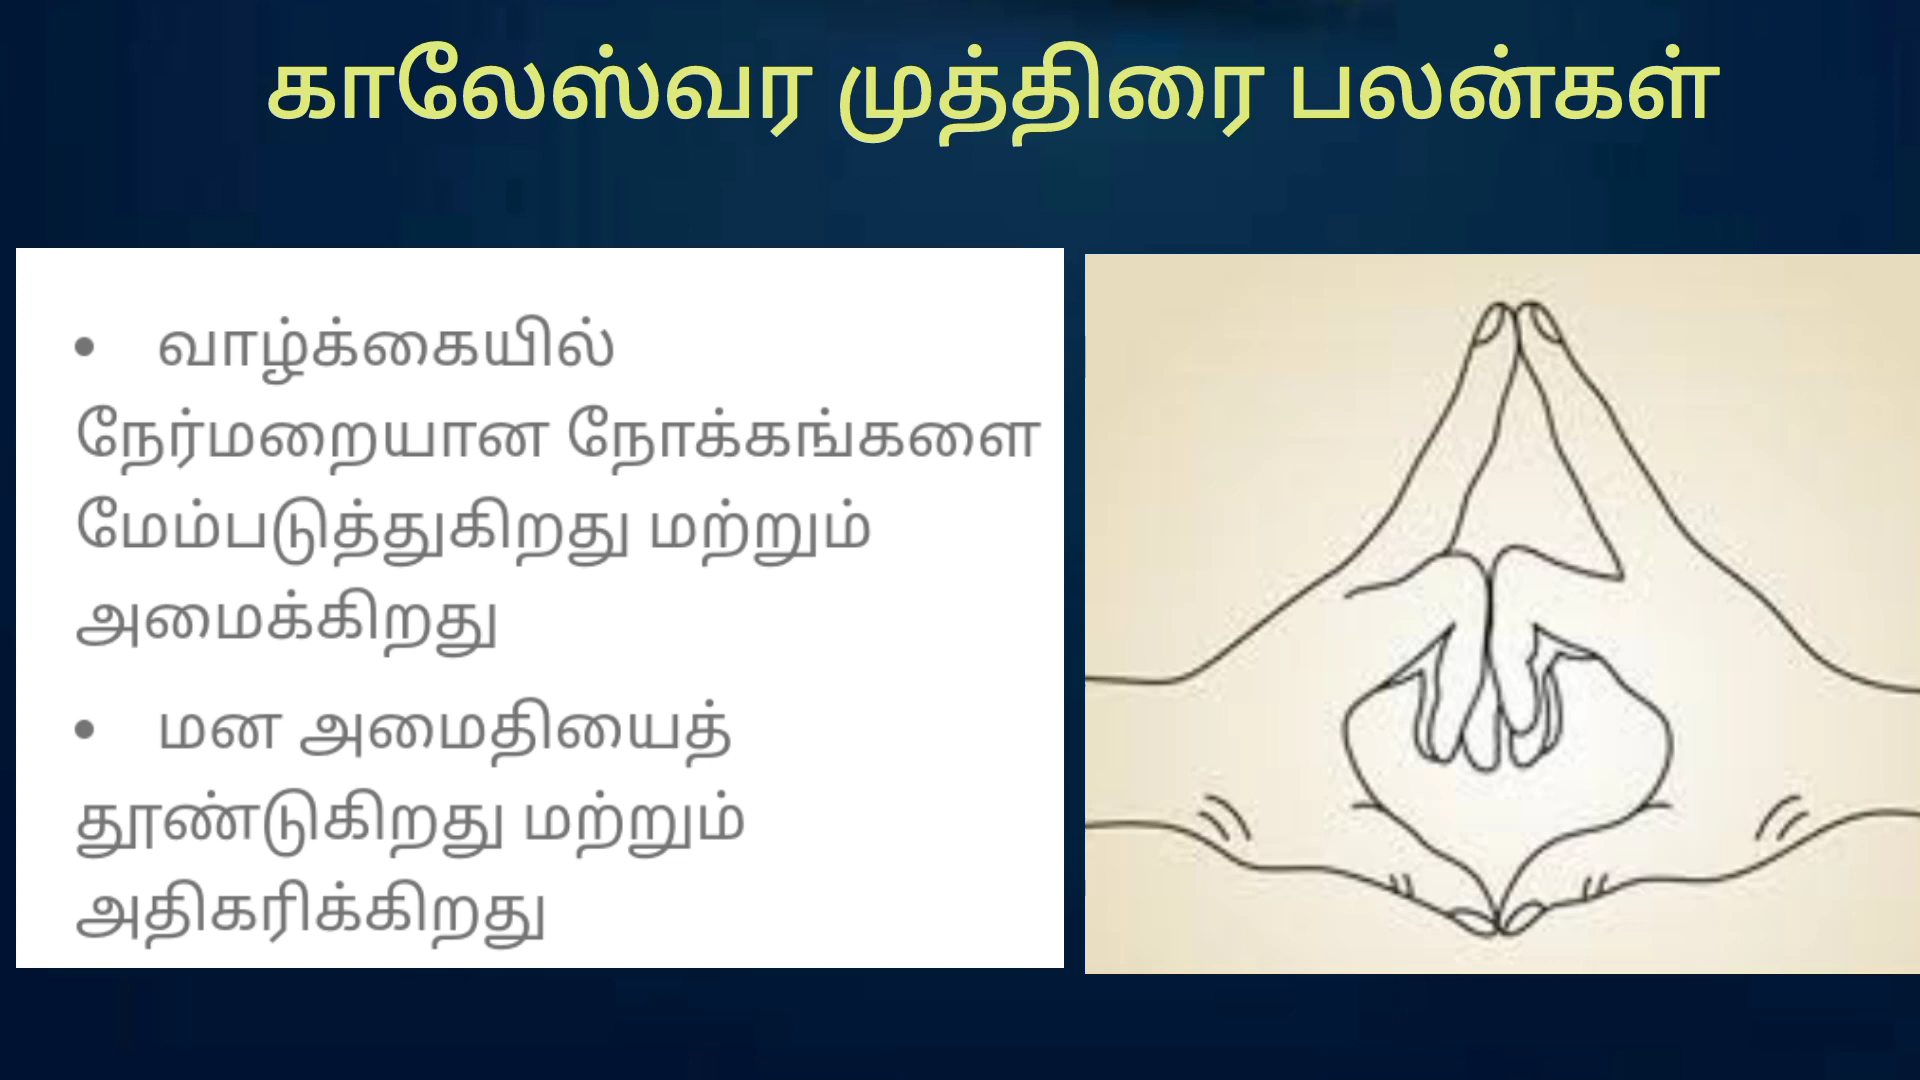 காலேஸ்வர முத்திரை பலன்கள்
• வாழ்க்கையில்
நேர்மறையான நோக்கங்களை
மேம்படுத்துகிறது மற்றும்
அமைக்கிறது
• மன அமைதியைத்
தூண்டுகிறது மற்றும்
அதிகரிக்கிறது